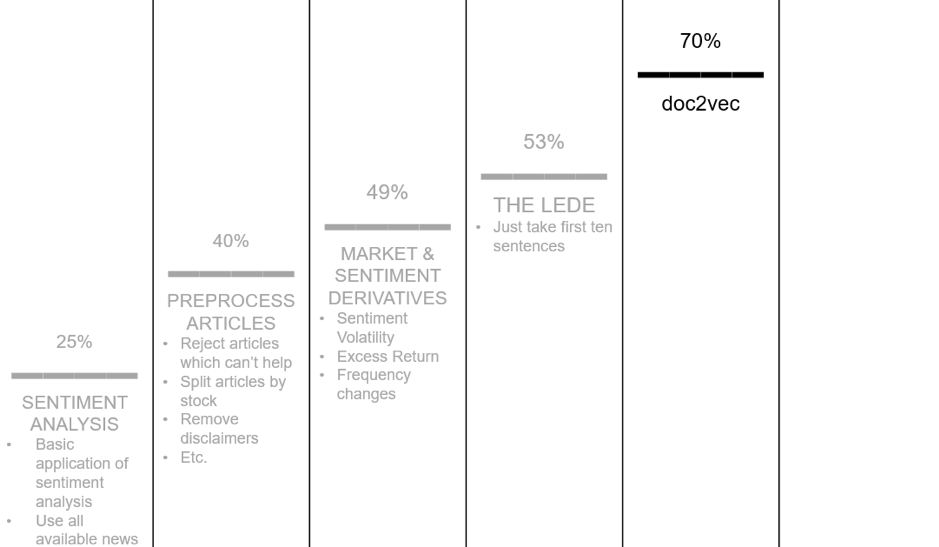 25%
SENTIMENT
ANALYSIS
• Basic
application of
sentiment
analysis
• Use all
available news
40%
PREPROCESS
ARTICLES
• Reject articles
which can't help
• Split articles by
stock
• Remove
disclaimers
• Etc.
49%
MARKET &
SENTIMENT
DERIVATIVES
• Sentiment
Volatility
• Excess Return
• Frequency
changes
53%
THE LEDE
• Just take first ten
sentences
70%
doc2vec